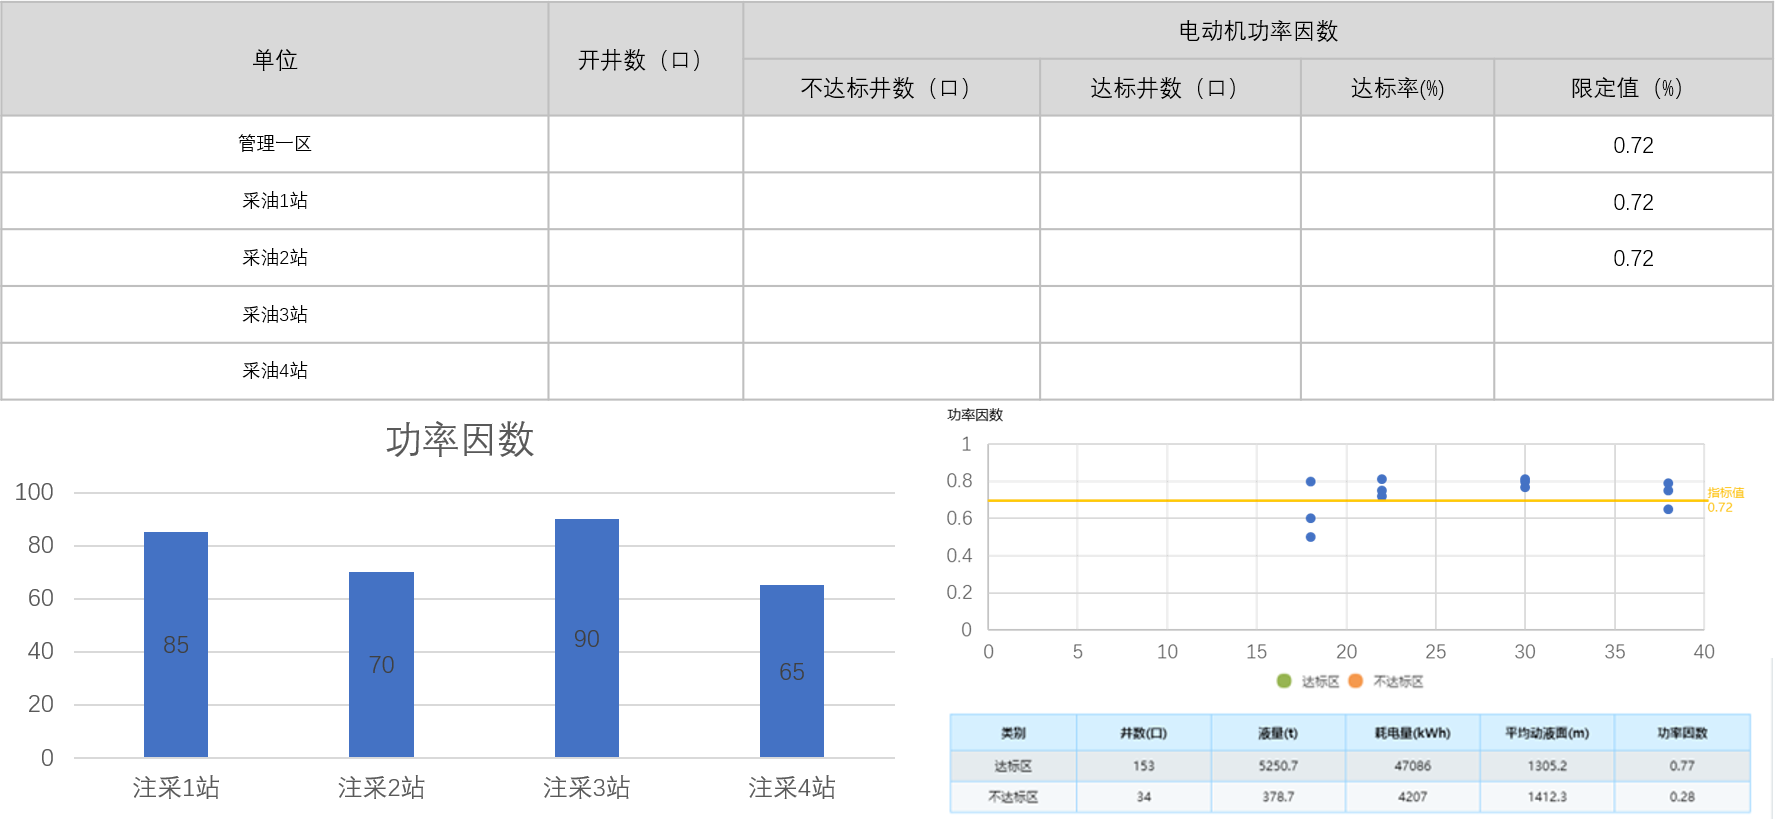 单位 开井数（口） 电动机功率因数
不达标井数（口） 达标井数（口） 达标率(%) 限定值（%）
管理一区 0.72
采油1站 0.72
采油2站 0.72
采油3站
采油4站
功率因数
100
80
60
40
20
0
85
70
90
65
注采1站 注采2站 注采3站 注采4站
功率因数
1
0.8
0.6
0.4
0.2
0
指标值
0.72
0 5 10 15 20 25 30 35 40
达标区 不达标区
类别 井数(口) 液量(t) 耗电量(kWh) 平均动液面(m) 功率因数
达标区 153 5250.7 47086 1305.2 0.77
不达标区 34 378.7 4207 1412.3 0.28